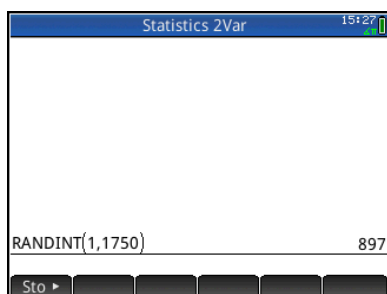 Statistics 2Var
15:27
∡π
RANDINT(1,1750)
897
Sto ▸